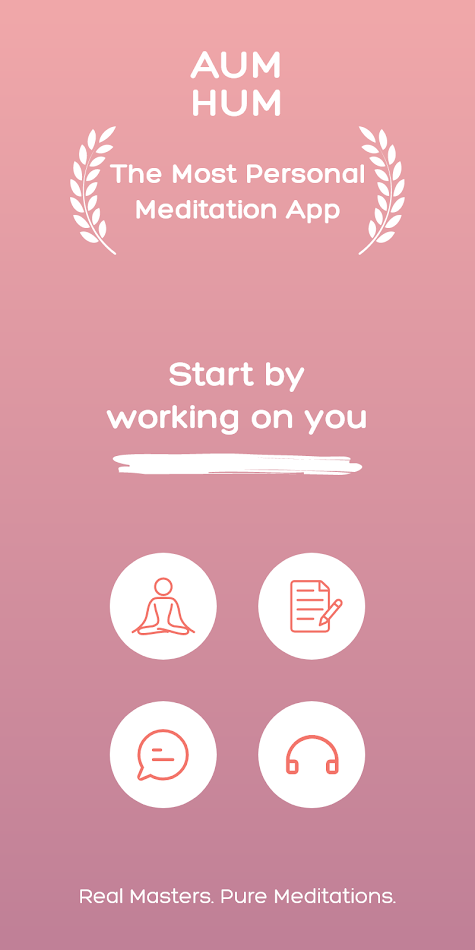 AUM
HUM
The Most Personal
Meditation App
Start by
working on you
Real Masters. Pure Meditations.